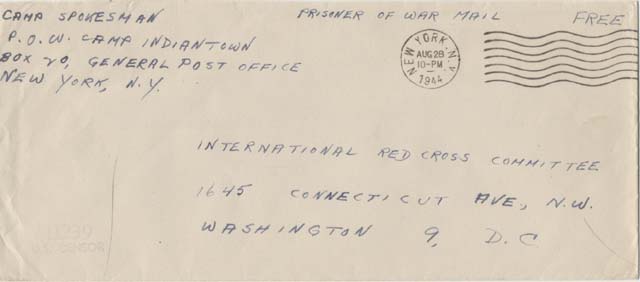 CAMP SPOKESMAN
PRISONER OF WAR MAIL
FREE
P.O.W. CAMP INDIANTOWN
BOX 20, GENERAL POST OFFICE
NEW YORK, N.Y.
NEW YORK, N.Y.
AUG 28
10-PM
1944
INTERNATIONAL RED CROSS COMMITTEE
1645 CONNECTICUT AVE., N.W.
WASHINGTON 9, D.C
U.S. CENSOR